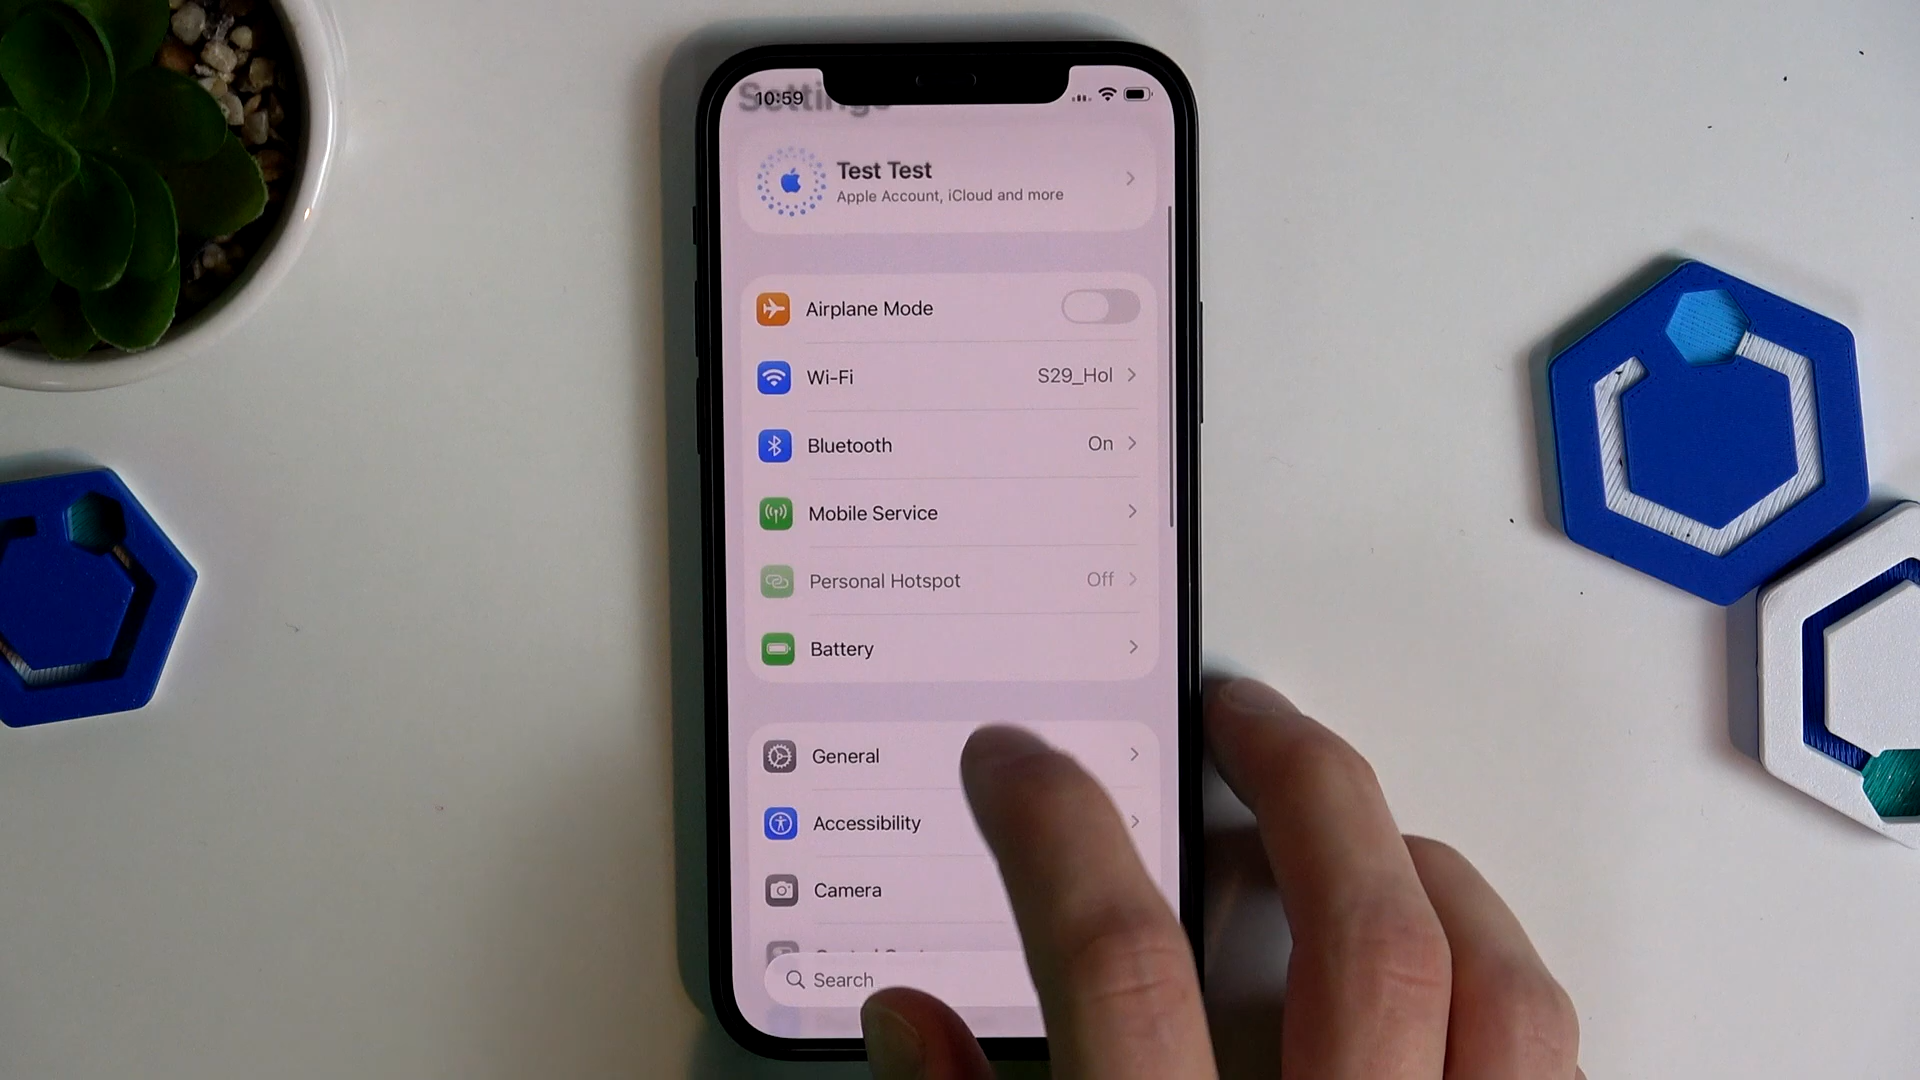 Settings
10:59
Test Test
Apple Account, iCloud and more
Airplane Mode
Wi-Fi S29_Hol
Bluetooth On
Mobile Service
Personal Hotspot Off
Battery
General
Accessibility
Camera
Search